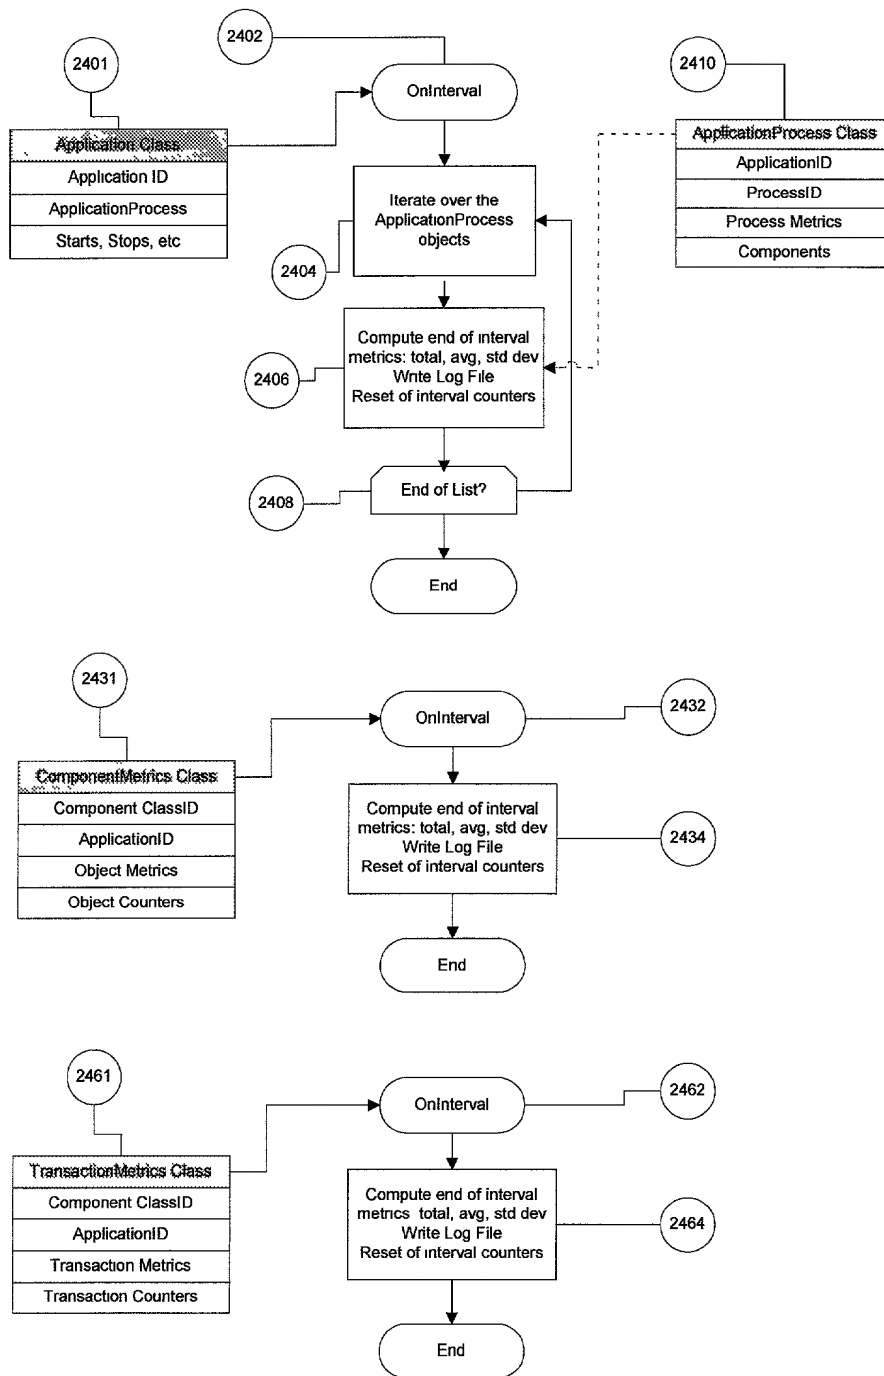 2402
2401
2410
OnInterval
Application Class
Application ID
ApplicationProcess
Starts, Stops, etc
ApplicationProcess Class
ApplicationID
ProcessID
Process Metrics
Components
Iterate over the
ApplicationProcess
objects
2404
Compute end of interval
metrics: total, avg, std dev
Write Log File
Reset of interval counters
2406
End of List?
2408
End
2431
OnInterval
2432
ComponentMetrics Class
Component ClassID
ApplicationID
Object Metrics
Object Counters
Compute end of interval
metrics: total, avg, std dev
Write Log File
Reset of interval counters
2434
End
2461
OnInterval
2462
TransactionMetrics Class
Component ClassID
ApplicationID
Transaction Metrics
Transaction Counters
Compute end of interval
metrics total, avg, std dev
Write Log File
Reset of interval counters
2464
End